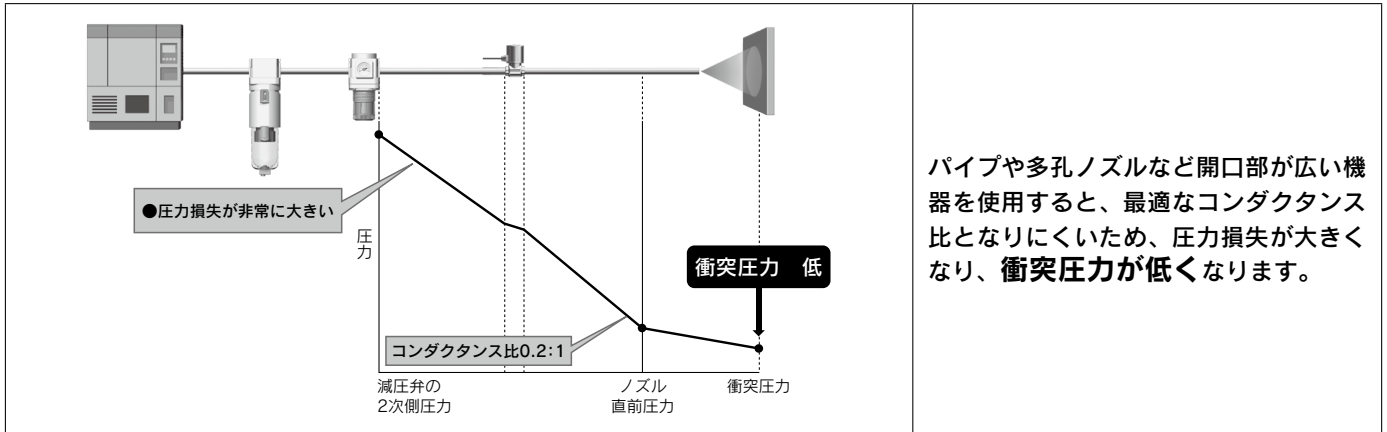 ●圧力損失が非常に大きい
圧力
衝突圧力　低
コンダクタンス比0.2:1
減圧弁の
2次側圧力
ノズル
直前圧力
衝突圧力
パイプや多孔ノズルなど開口部が広い機
器を使用すると、最適なコンダクタンス
比となりにくいため、圧力損失が大きく
なり、衝突圧力が低くなります。